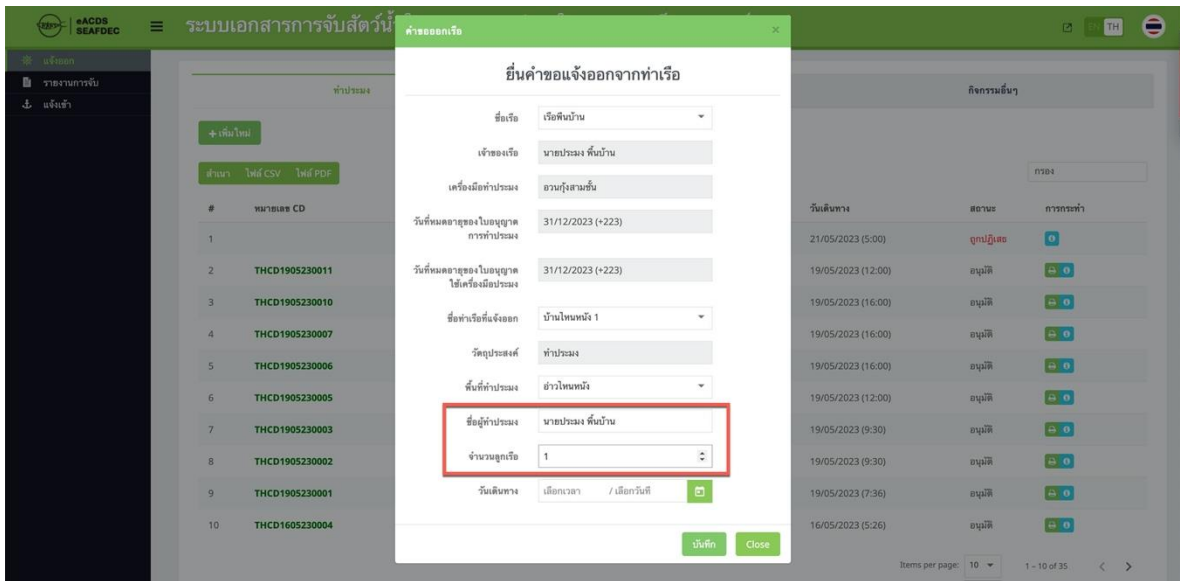 eACDS
SEAFDEC
ระบบเอกสารการจับสัตว์น้ำ
คำขอออกเรือ
TH
แจ้งออก
รายงานการจับ
แจ้งเข้า
ทำประมง
กิจกรรมอื่นๆ
+ เพิ่มใหม่
สำเนา ไฟล์ CSV ไฟล์ PDF
กรอง
# หมายเลข CD วันเดินทาง สถานะ การกระทำ
1 21/05/2023 (5:00) ถูกปฏิเสธ
2 THCD1905230011 19/05/2023 (12:00) อนุมัติ
3 THCD1905230010 19/05/2023 (16:00) อนุมัติ
4 THCD1905230007 19/05/2023 (16:00) อนุมัติ
5 THCD1905230006 19/05/2023 (16:00) อนุมัติ
6 THCD1905230005 19/05/2023 (12:00) อนุมัติ
7 THCD1905230003 19/05/2023 (9:30) อนุมัติ
8 THCD1905230002 19/05/2023 (9:30) อนุมัติ
9 THCD1905230001 19/05/2023 (7:36) อนุมัติ
10 THCD1605230004 16/05/2023 (5:26) อนุมัติ
Items per page: 10 1 – 10 of 35
ยื่นคำขอแจ้งออกจากท่าเรือ
ชื่อเรือ เรือพื้นบ้าน
เจ้าของเรือ นายประมง พื้นบ้าน
เครื่องมือทำประมง อวนกุ้งสามชั้น
วันที่หมดอายุของใบอนุญาต
การทำประมง
31/12/2023 (+223)
วันที่หมดอายุของใบอนุญาต
ใช้เครื่องมือประมง
31/12/2023 (+223)
ชื่อท่าเรือที่แจ้งออก บ้านไหนหนัง 1
วัตถุประสงค์ ทำประมง
พื้นที่ทำประมง อ่าวไหนหนัง
ชื่อผู้ทำประมง นายประมง พื้นบ้าน
จำนวนลูกเรือ 1
วันเดินทาง เลือกเวลา / เลือกวันที่
บันทึก Close